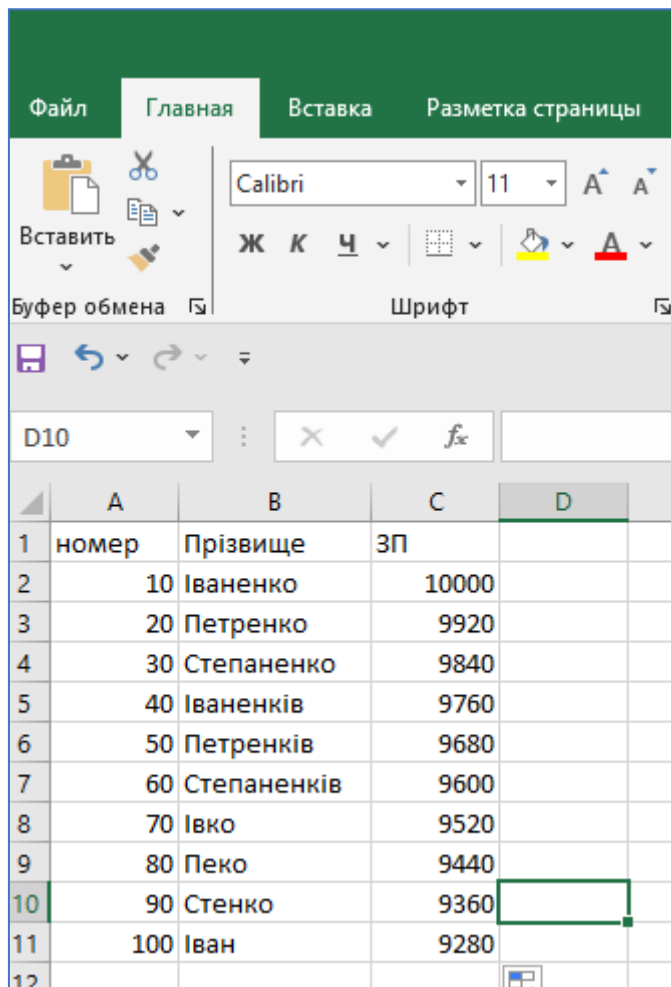 Файл Главная Вставка Разметка страницы
Calibri 11 A A
Вставить Ж К Ч А
Буфер обмена Шрифт
D10 fx
A B C D
1 номер Прізвище ЗП
2 10 Іваненко 10000
3 20 Петренко 9920
4 30 Степаненко 9840
5 40 Іваненків 9760
6 50 Петренків 9680
7 60 Степаненків 9600
8 70 Івко 9520
9 80 Пеко 9440
10 90 Стенко 9360
11 100 Іван 9280
12